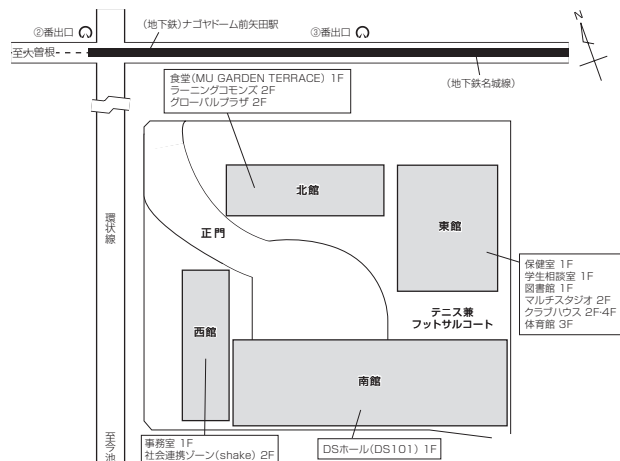 (地下鉄)ナゴヤドーム前矢田駅
②番出口
③番出口
N
至大曽根
(地下鉄名城線)
食堂(MU GARDEN TERRACE) 1F
ラーニングコモンズ 2F
グローバルプラザ 2F
環状線
北館
東館
正門
保健室 1F
学生相談室 1F
図書館 1F
マルチスタジオ 2F
クラブハウス 2F・4F
体育館 3F
テニス兼
フットサルコート
西館
南館
至今池
事務室 1F
社会連携ゾーン(shake) 2F
DSホール(DS101) 1F